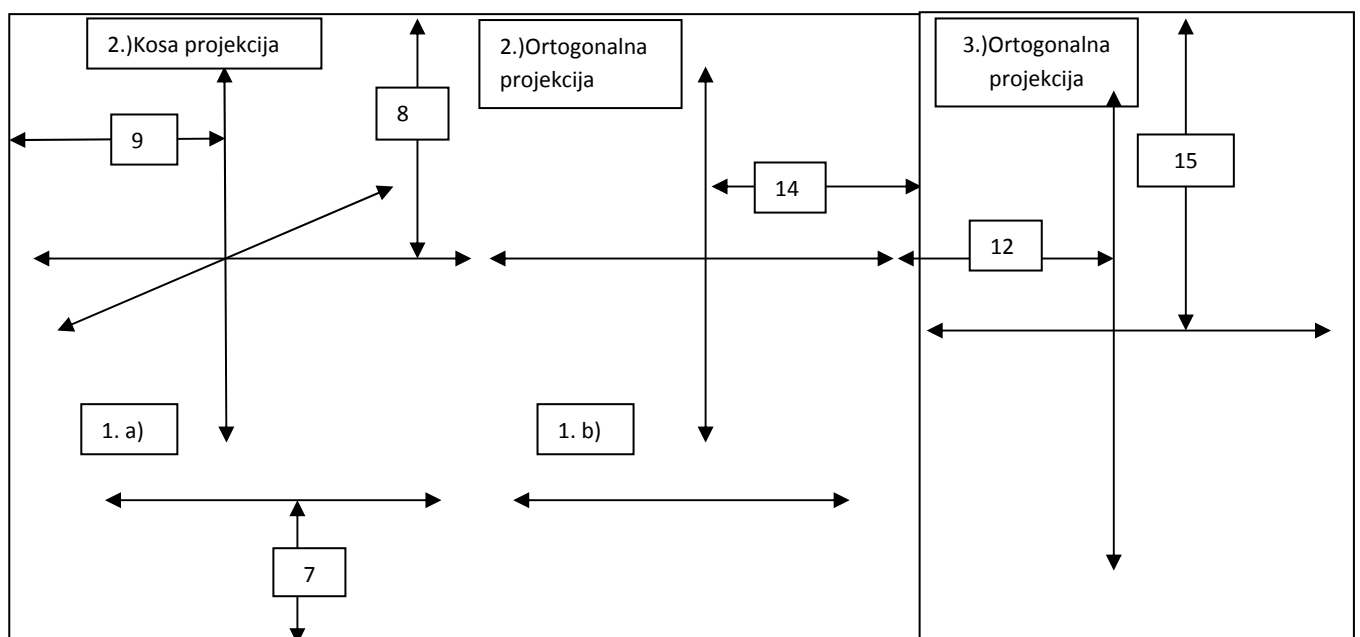 2.)Kosa projekcija
8
9
2.)Ortogonalna
projekcija
14
3.)Ortogonalna
projekcija
15
12
1. a)
1. b)
7